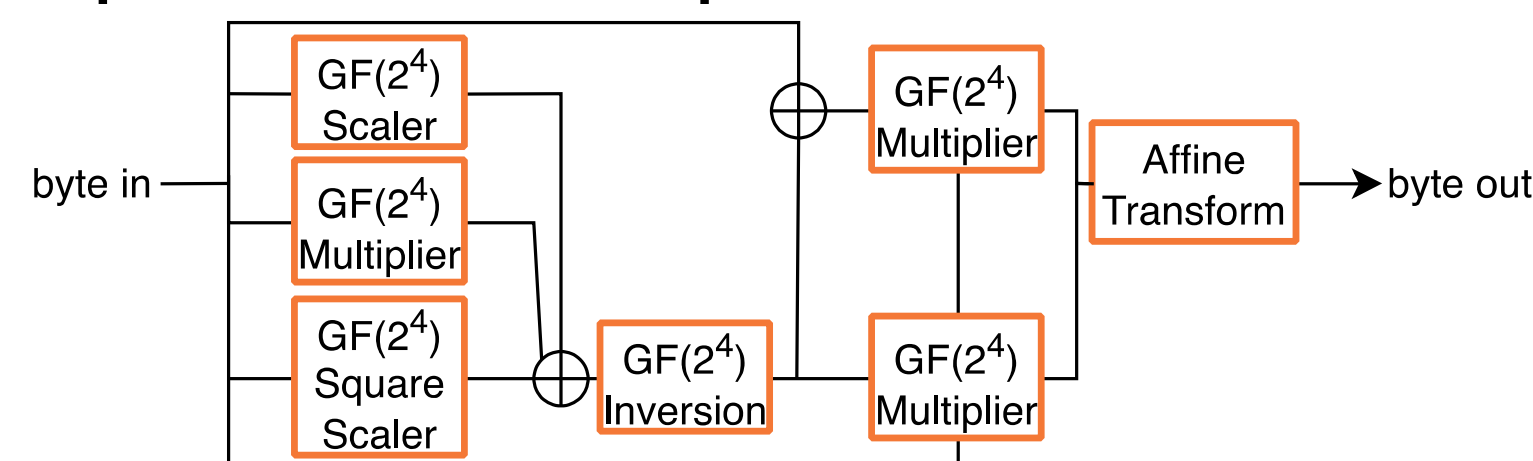 GF(2⁴)
Scaler
byte in
GF(2⁴)
Multiplier
GF(2⁴)
Square
Scaler
GF(2⁴)
Inversion
GF(2⁴)
Multiplier
GF(2⁴)
Multiplier
Affine
Transform
byte out